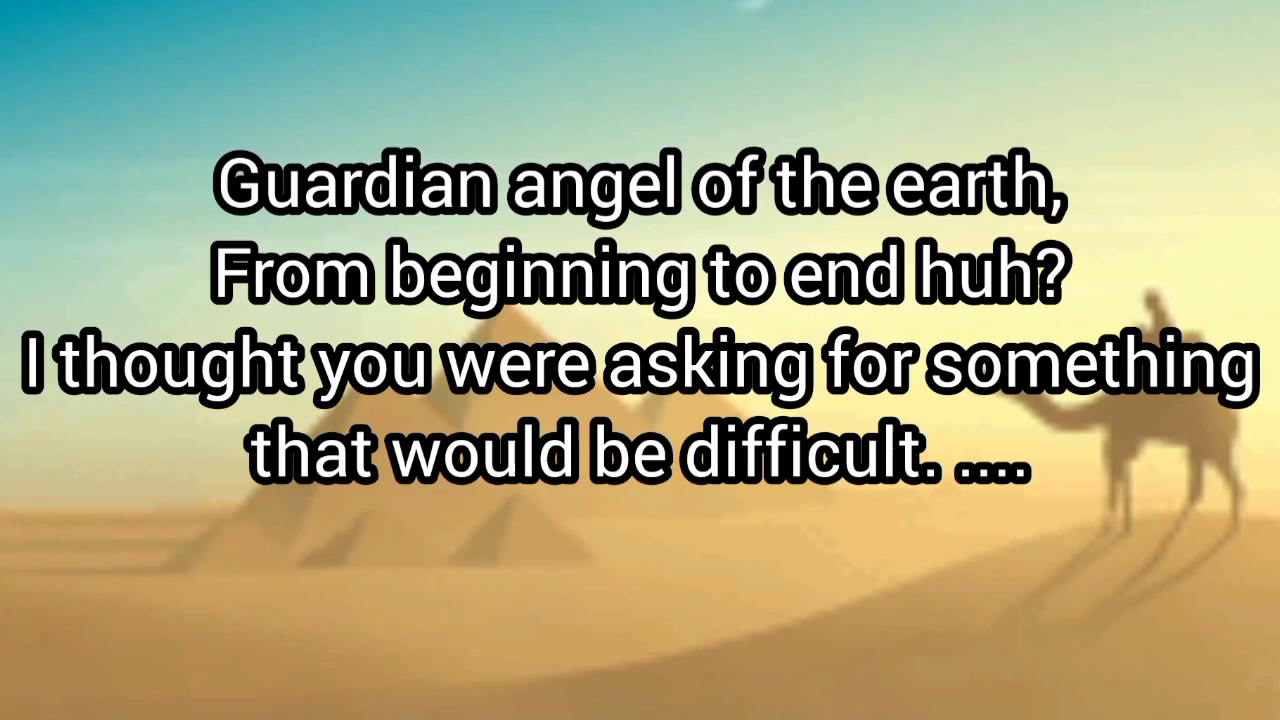 Guardian angel of the earth,
From beginning to end huh?
I thought you were asking for something
that would be difficult. ....